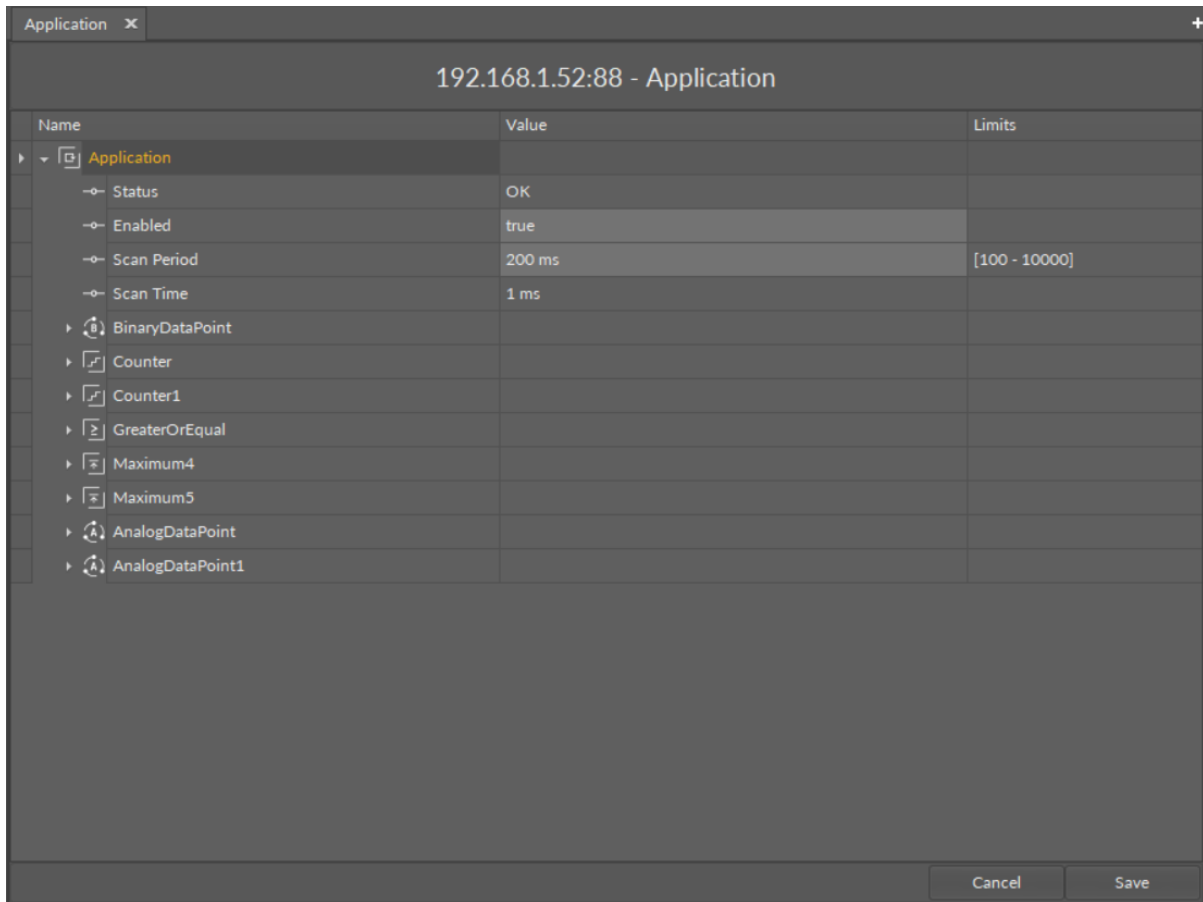 Application
192.168.1.52:88 - Application
Name Value Limits
Application
Status OK
Enabled true
Scan Period 200 ms [100 - 10000]
Scan Time 1 ms
B BinaryDataPoint
Counter
Counter1
≥ GreaterOrEqual
Maximum4
Maximum5
A AnalogDataPoint
A AnalogDataPoint1
Cancel Save